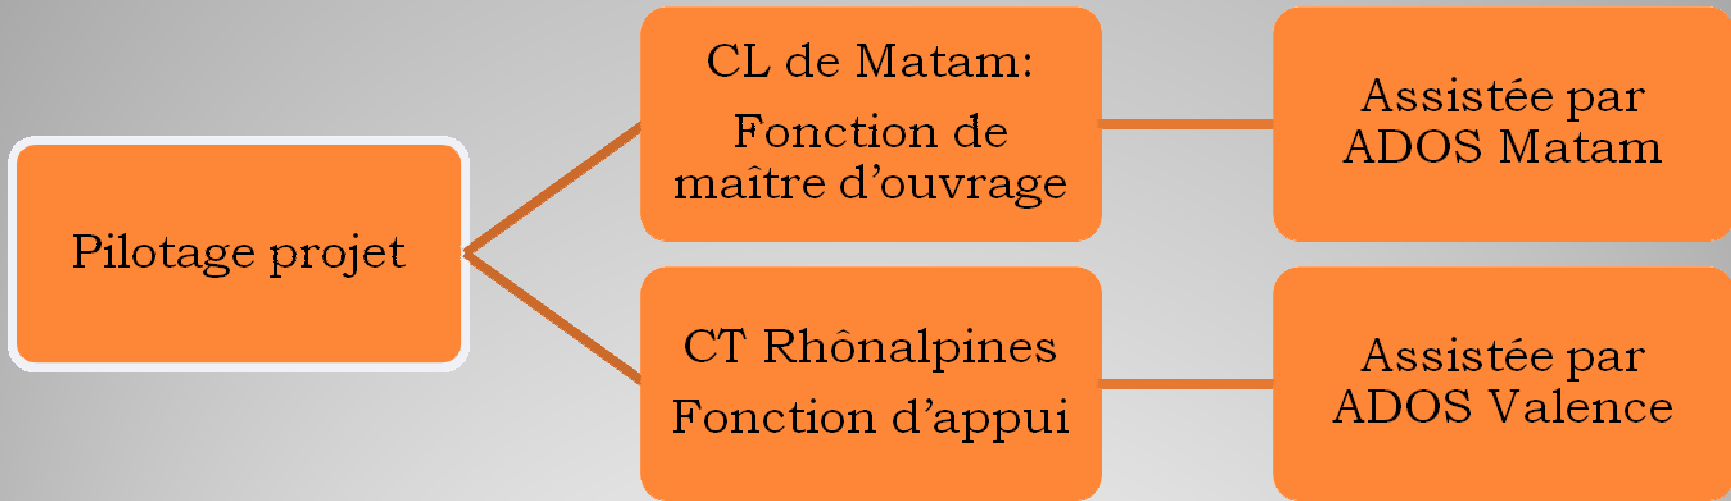 Pilotage projet
CL de Matam:
Fonction de
maître d’ouvrage
Assistée par
ADOS Matam
CT Rhônalpines
Fonction d’appui
Assistée par
ADOS Valence